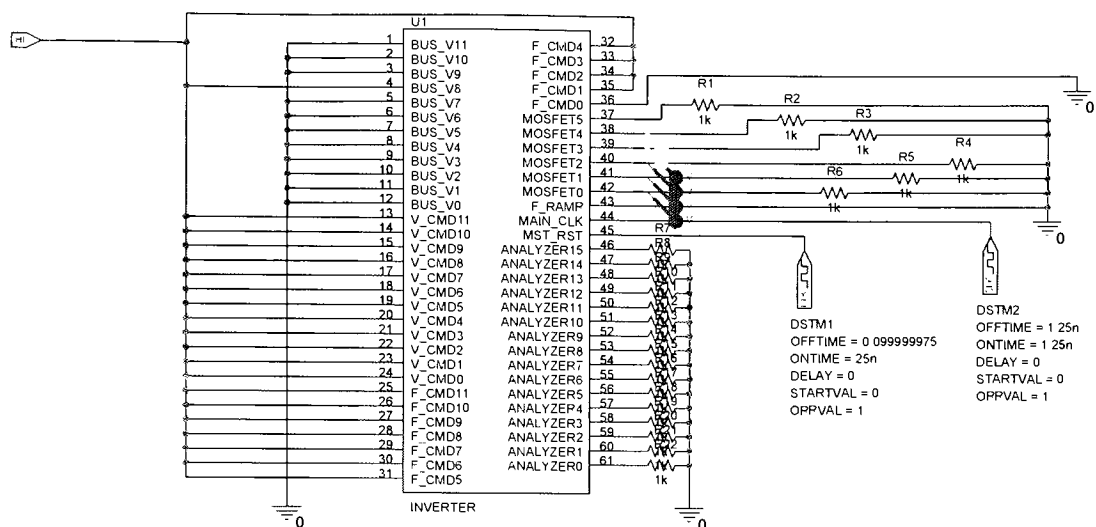 HI
U1
1 BUS_V11
2 BUS_V10
3 BUS_V9
4 BUS_V8
5 BUS_V7
6 BUS_V6
7 BUS_V5
8 BUS_V4
9 BUS_V3
10 BUS_V2
11 BUS_V1
12 BUS_V0
13 V_CMD11
14 V_CMD10
15 V_CMD9
16 V_CMD8
17 V_CMD7
18 V_CMD6
19 V_CMD5
20 V_CMD4
21 V_CMD3
22 V_CMD2
23 V_CMD1
24 V_CMD0
25 F_CMD11
26 F_CMD10
27 F_CMD9
28 F_CMD8
29 F_CMD7
30 F_CMD6
31 F_CMD5
F_CMD4 32
F_CMD3 33
F_CMD2 34
F_CMD1 35
F_CMD0 36
MOSFET5 37
MOSFET4 38
MOSFET3 39
MOSFET2 40
MOSFET1 41
MOSFET0 42
F_RAMP 43
MAIN_CLK 44
MST_RST 45
ANALYZER15 46
ANALYZER14 47
ANALYZER13 48
ANALYZER12 49
ANALYZER11 50
ANALYZER10 51
ANALYZER9 52
ANALYZER8 53
ANALYZER7 54
ANALYZER6 55
ANALYZER5 56
ANALYZER4 57
ANALYZER3 58
ANALYZER2 59
ANALYZER1 60
ANALYZER0 61
INVERTER
R1
1k
R2
1k
R3
1k
R4
1k
R5
1k
R6
1k
R7
R8
1k
0
0
0
0
DSTM1
OFFTIME = 0 099999975
ONTIME = 25n
DELAY = 0
STARTVAL = 0
OPPVAL = 1
DSTM2
OFFTIME = 1 25n
ONTIME = 1 25n
DELAY = 0
STARTVAL = 0
OPPVAL = 1